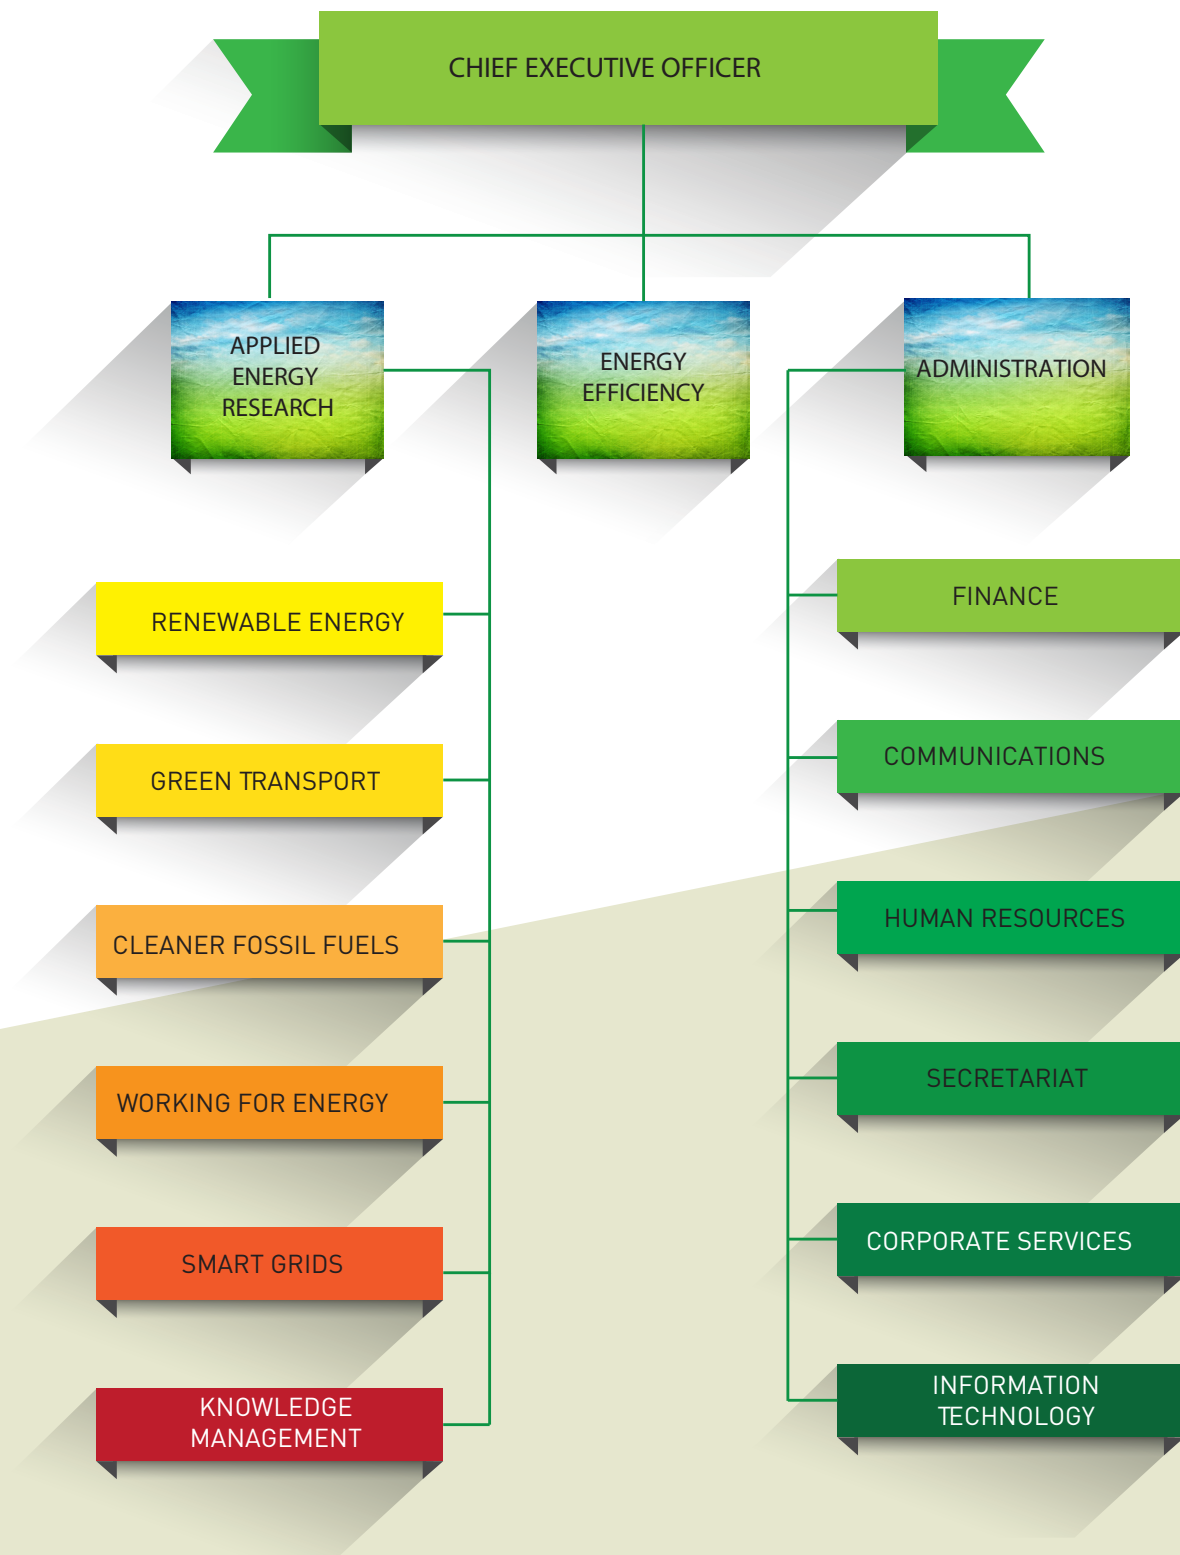 CHIEF EXECUTIVE OFFICER
APPLIED
ENERGY
RESEARCH
ENERGY
EFFICIENCY
ADMINISTRATION
RENEWABLE ENERGY
GREEN TRANSPORT
CLEANER FOSSIL FUELS
WORKING FOR ENERGY
SMART GRIDS
KNOWLEDGE
MANAGEMENT
FINANCE
COMMUNICATIONS
HUMAN RESOURCES
SECRETARIAT
CORPORATE SERVICES
INFORMATION
TECHNOLOGY